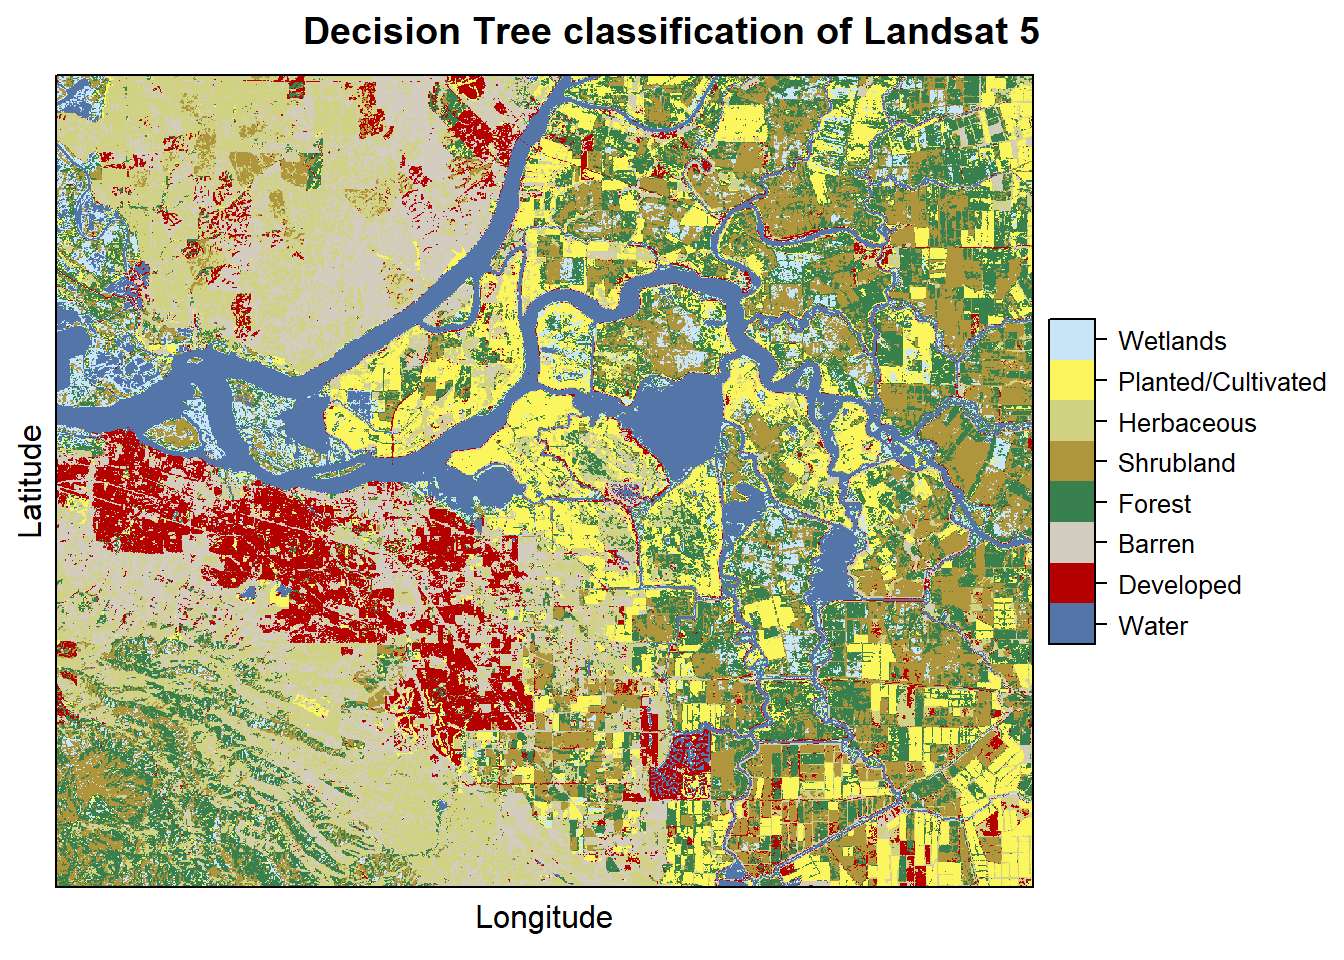 Decision Tree classification of Landsat 5
Latitude
Wetlands
Planted/Cultivated
Herbaceous
Shrubland
Forest
Barren
Developed
Water
Longitude